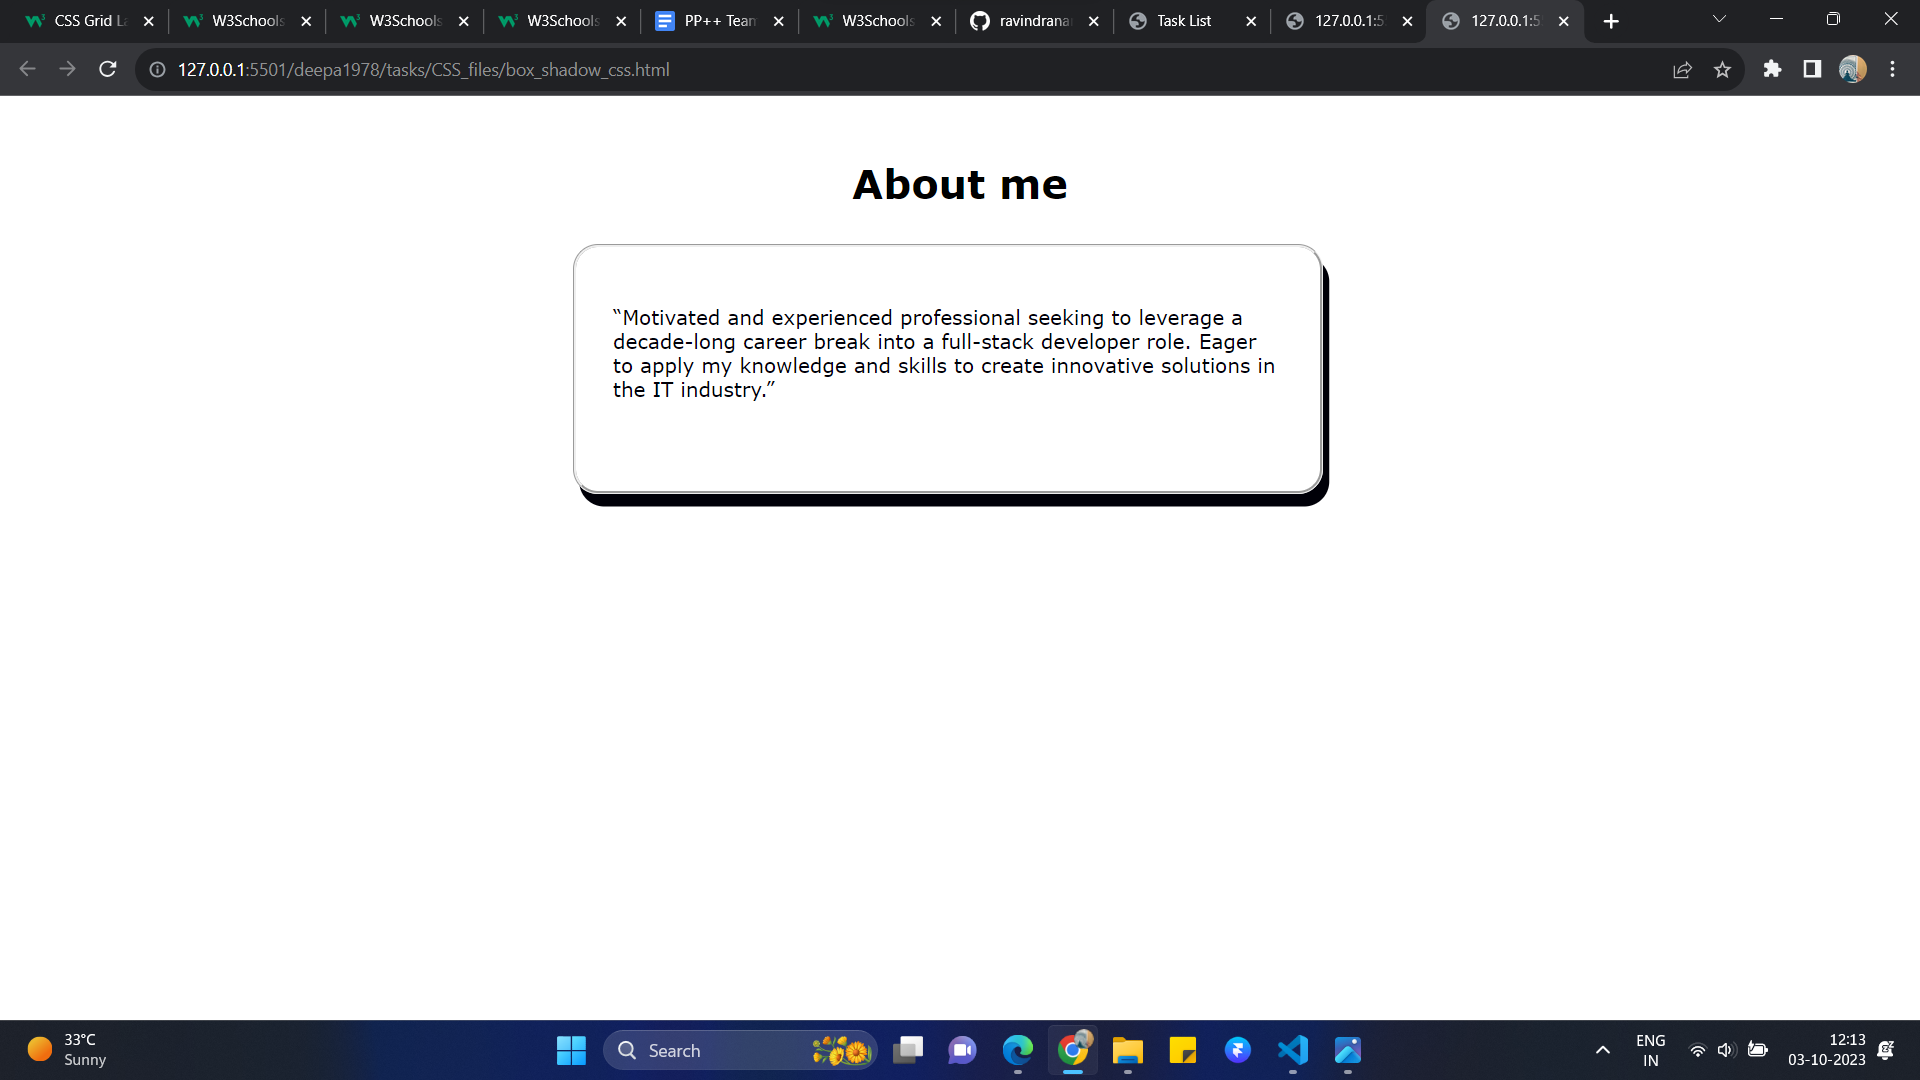 CSS Grid L
W3Schools
W3Schools
W3Schools
PP++ Team
W3Schools
ravindrana
Task List
127.0.0.1:5
127.0.0.1:5
127.0.0.1:5501/deepa1978/tasks/CSS_files/box_shadow_css.html
About me
“Motivated and experienced professional seeking to leverage a
decade-long career break into a full-stack developer role. Eager
to apply my knowledge and skills to create innovative solutions in
the IT industry.”
33°C
Sunny
Search
ENG
IN
12:13
03-10-2023